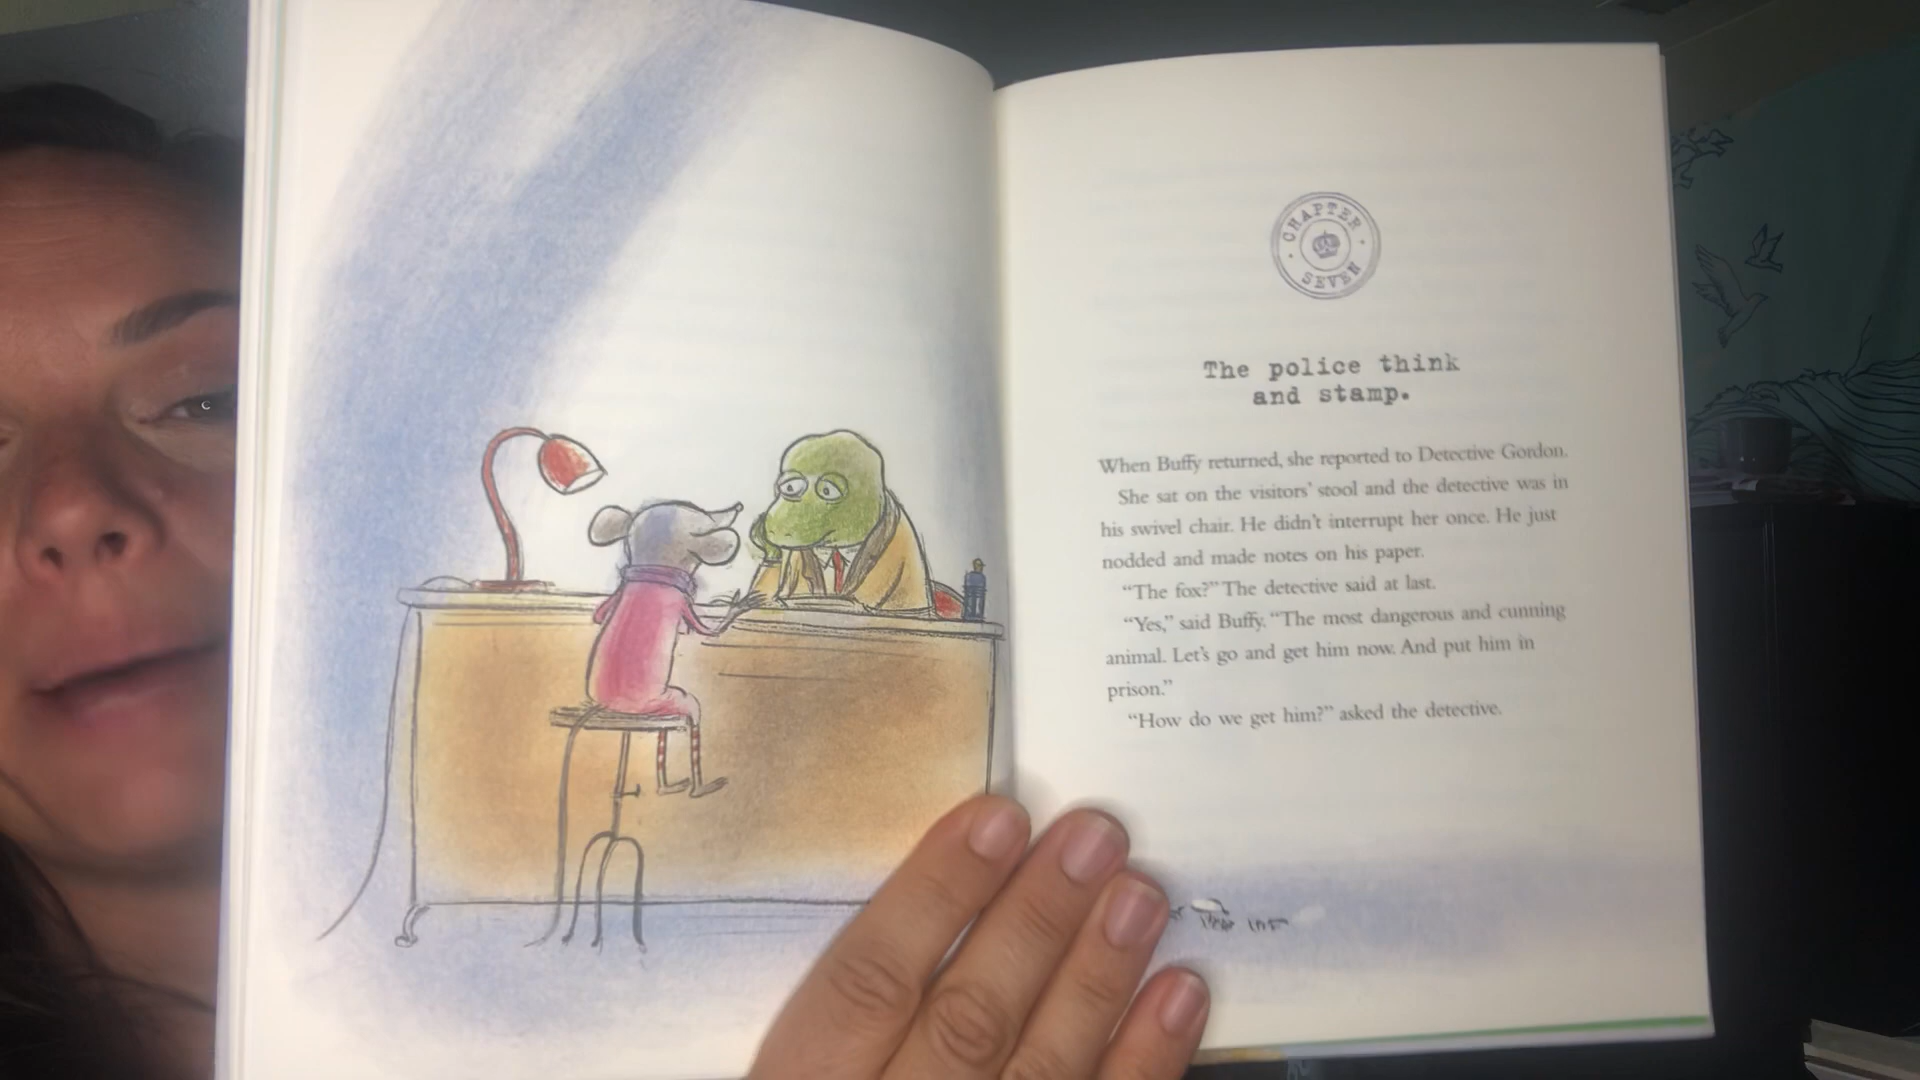 CHAPTER
SEVEN
The police think
and stamp.
When Buffy returned, she reported to Detective Gordon.
She sat on the visitors' stool and the detective was in
his swivel chair. He didn't interrupt her once. He just
nodded and made notes on his paper.
“The fox?” The detective said at last.
“Yes,” said Buffy. “The most dangerous and cunning
animal. Let's go and get him now. And put him in
prison.”
“How do we get him?” asked the detective.